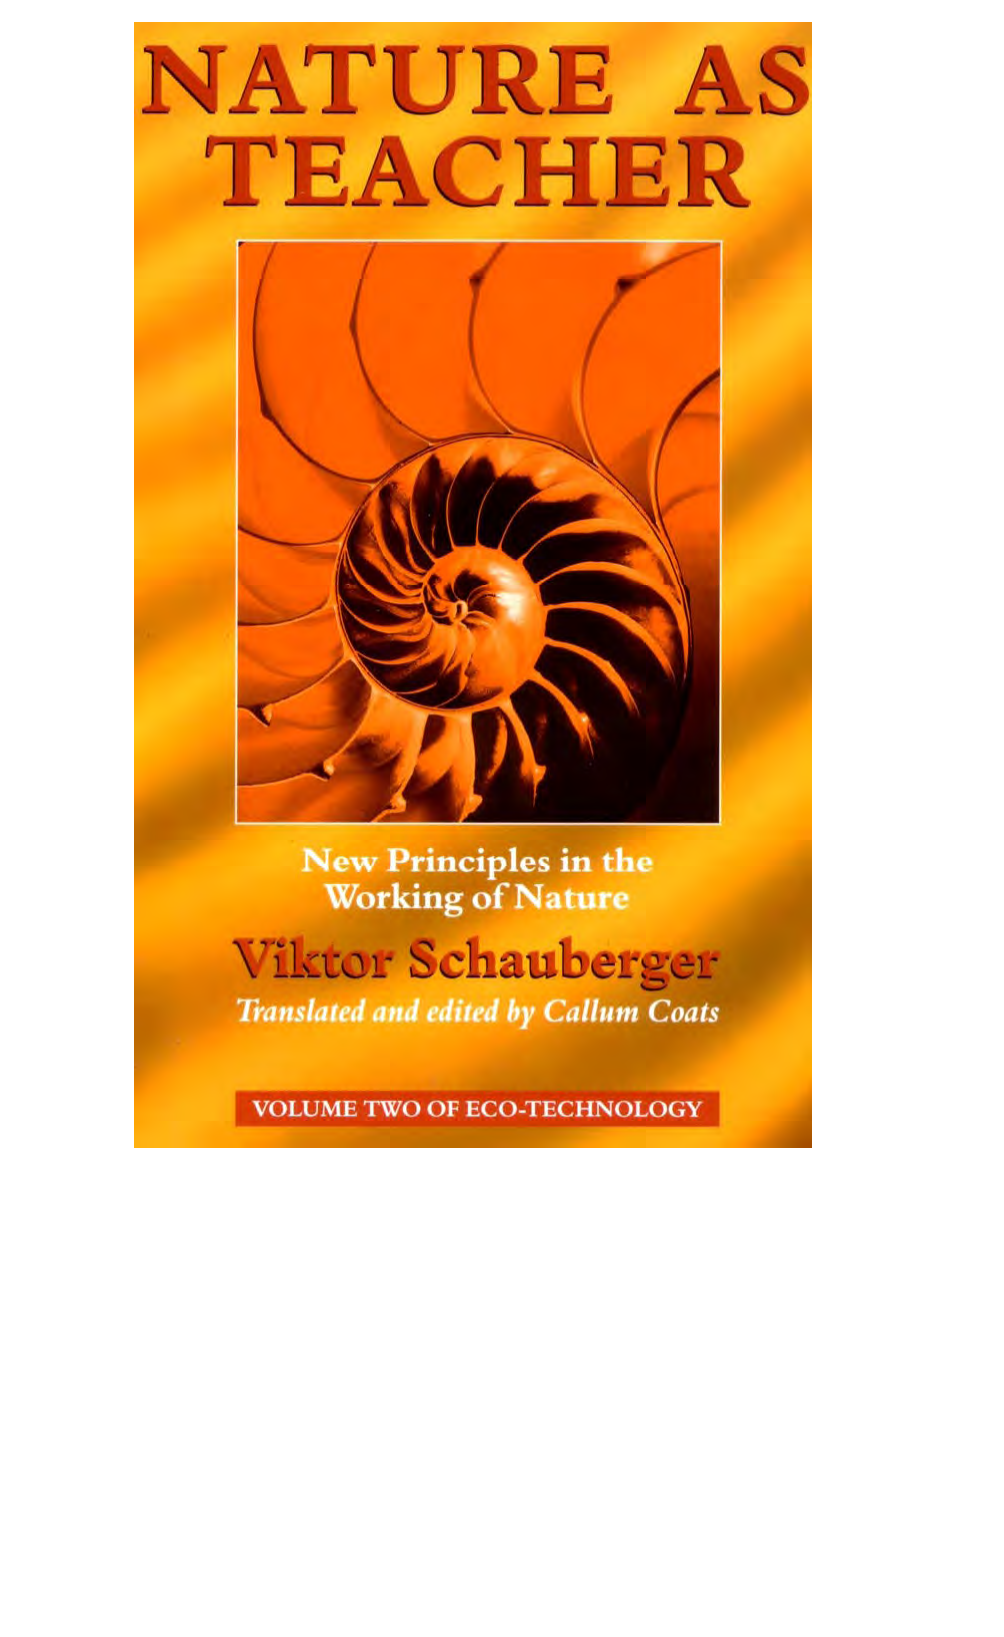 NATURE AS
TEACHER
New Principles in the
Working of Nature
Viktor Schauberger
Translated and edited by Callum Coats
VOLUME TWO OF ECO-TECHNOLOGY